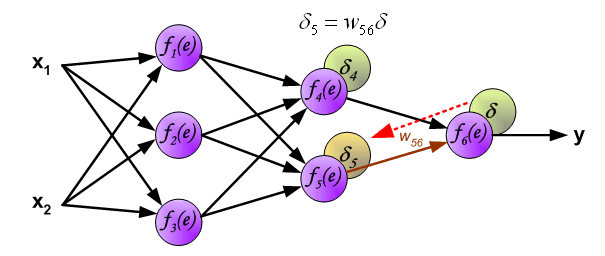 δ₅ = w₅₆δ
f₁(e)
x₁
δ₄
f₄(e)
δ
f₂(e)
f₆(e)
y
w₅₆
δ₅
f₅(e)
x₂
f₃(e)